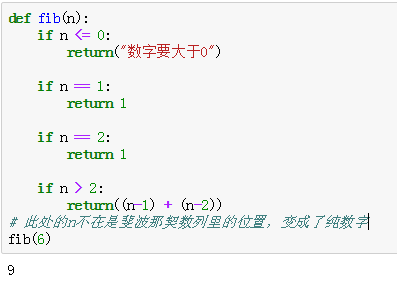 def fib(n):
    if n <= 0:
        return("数字要大于0")
    if n == 1:
        return 1
    if n == 2:
        return 1
    if n > 2:
        return((n-1) + (n-2))
# 此处的n不在是斐波那契数列里的位置，变成了纯数字
fib(6)
9